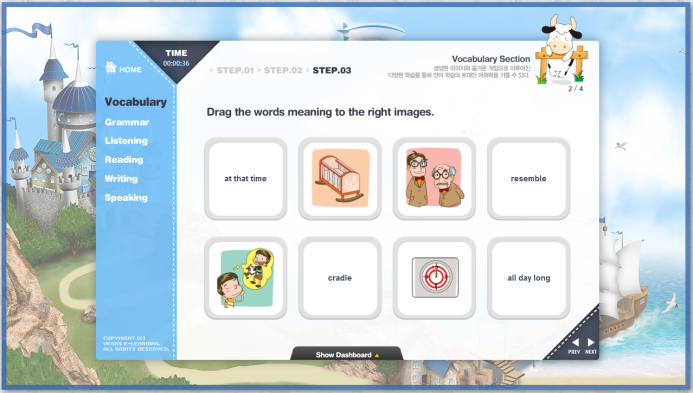 TIME
00:00:36
HOME
STEP.01
STEP.02
STEP.03
Vocabulary Section
생생한 이미지와 즐거운 게임으로 이루어진
다양한 학습을 통해 언어 학습의 토대인 어휘력을 기를 수 있다.
2 / 4
Vocabulary
Grammar
Listening
Reading
Writing
Speaking
Drag the words meaning to the right images.
at that time
resemble
cradle
all day long
COPYRIGHT (C)
E-LEARNING.
ALL RIGHTS RESERVED.
Show Dashboard
PREV
NEXT